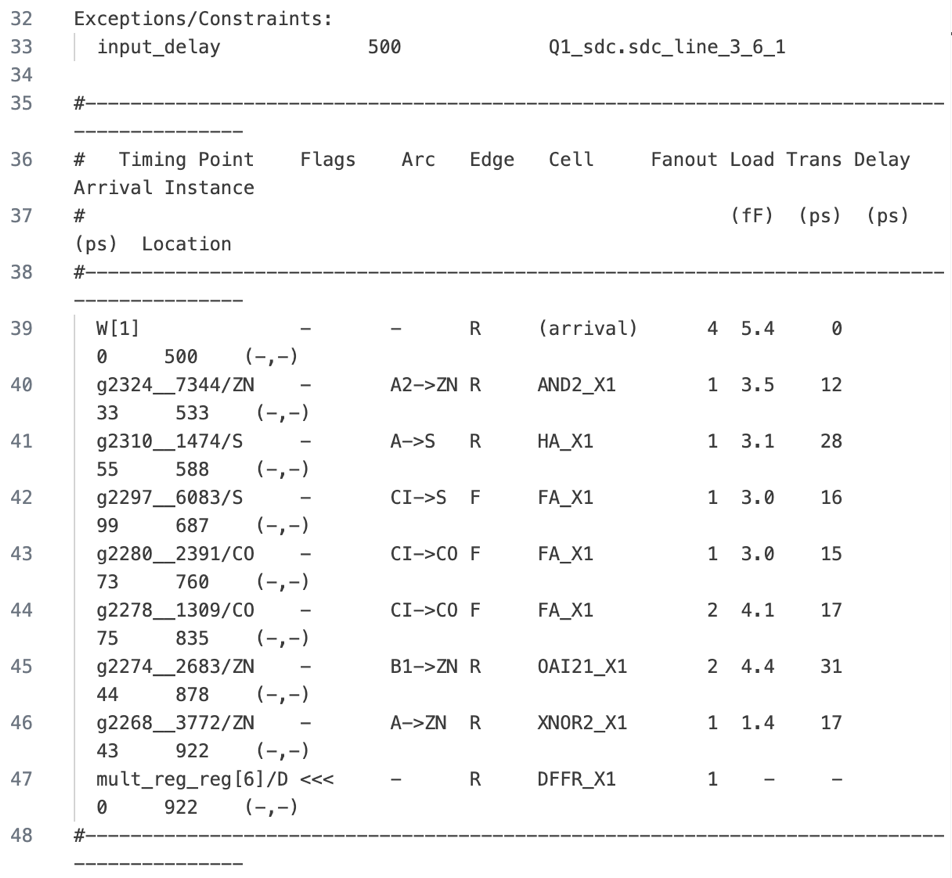 32 Exceptions/Constraints:
33 input_delay 500 Q1_sdc.sdc_line_3_6_1
34
35 #----------------------------------------------------------------------------
---------------
36 # Timing Point Flags Arc Edge Cell Fanout Load Trans Delay
Arrival Instance
37 # (fF) (ps) (ps)
(ps) Location
38 #----------------------------------------------------------------------------
---------------
39 W[1] - - R (arrival) 4 5.4 0
0 500 (-,-)
40 g2324__7344/ZN - A2->ZN R AND2_X1 1 3.5 12
33 533 (-,-)
41 g2310__1474/S - A->S R HA_X1 1 3.1 28
55 588 (-,-)
42 g2297__6083/S - CI->S F FA_X1 1 3.0 16
99 687 (-,-)
43 g2280__2391/CO - CI->CO F FA_X1 1 3.0 15
73 760 (-,-)
44 g2278__1309/CO - CI->CO F FA_X1 2 4.1 17
75 835 (-,-)
45 g2274__2683/ZN - B1->ZN R OAI21_X1 2 4.4 31
44 878 (-,-)
46 g2268__3772/ZN - A->ZN R XNOR2_X1 1 1.4 17
43 922 (-,-)
47 mult_reg_reg[6]/D <<< - R DFFR_X1 1 - -
0 922 (-,-)
48 #----------------------------------------------------------------------------
---------------